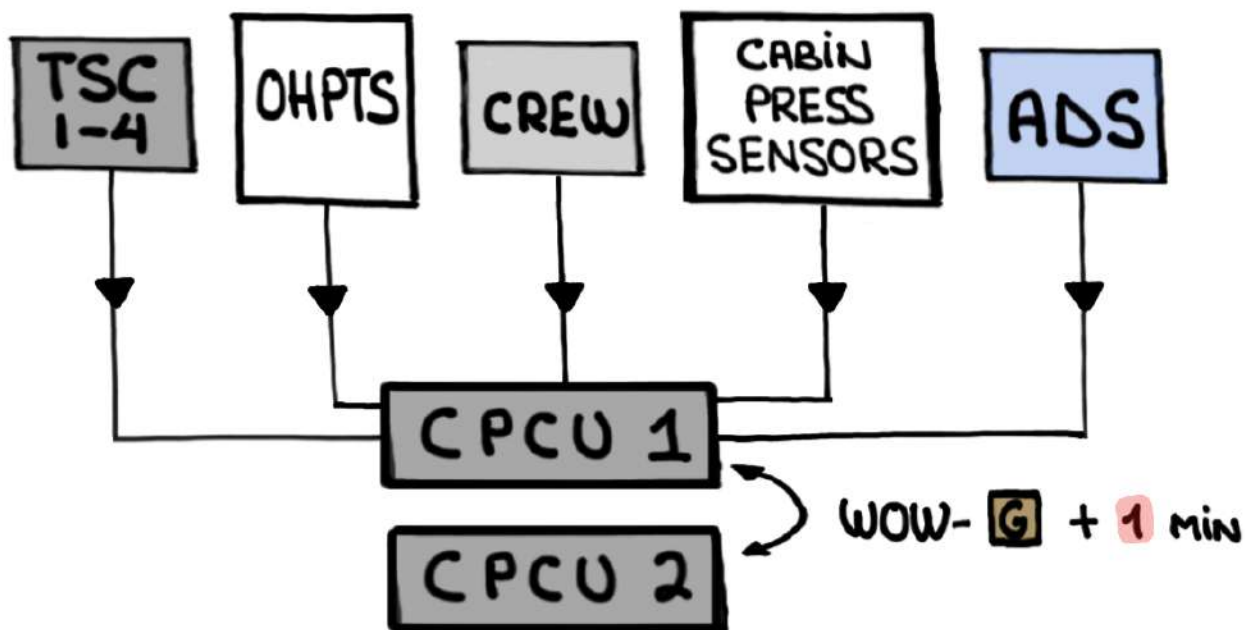 TSC
1-4
OHPTS
CREW
CABIN
PRESS
SENSORS
ADS
CPCU 1
WOW- G + 1 MIN
CPCU 2